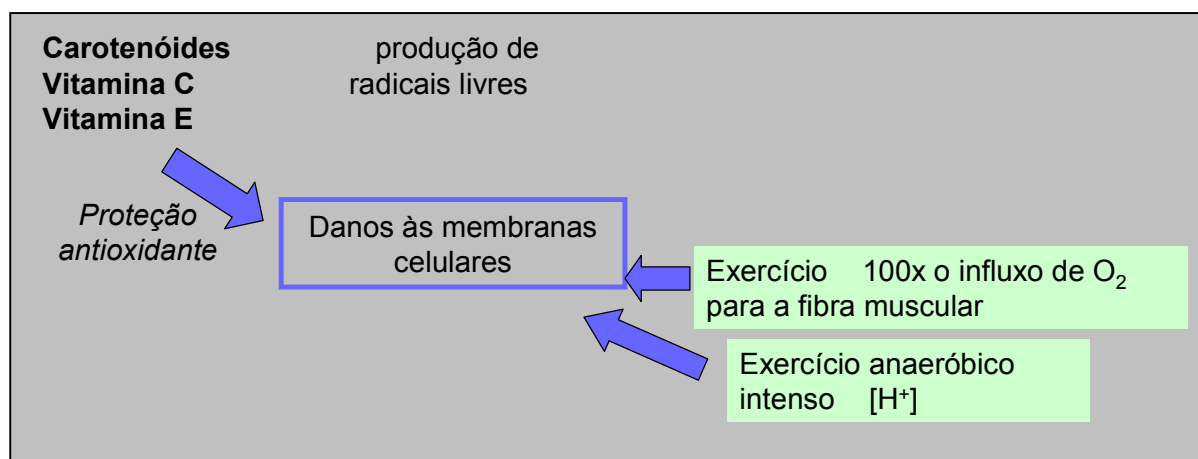 Carotenóides
Vitamina C
Vitamina E
produção de
radicais livres
Proteção
antioxidante
Danos às membranas
celulares
Exercício 100x o influxo de O₂
para a fibra muscular
Exercício anaeróbico
intenso [H⁺]